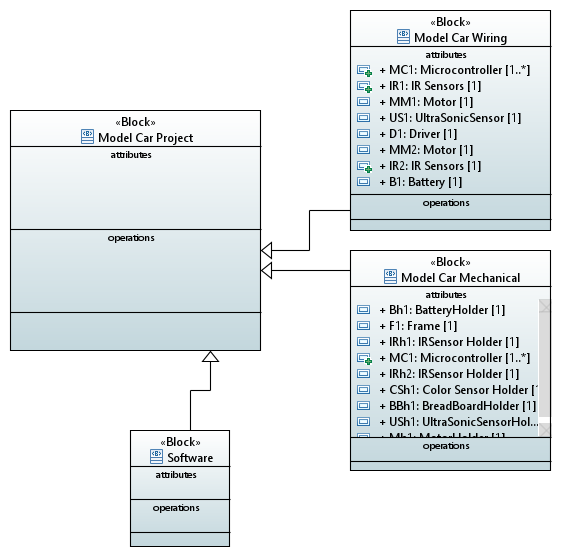 «Block»
Model Car Wiring
attributes
+ MC1: Microcontroller [1..*]
+ IR1: IR Sensors [1]
+ MM1: Motor [1]
+ US1: UltraSonicSensor [1]
+ D1: Driver [1]
+ MM2: Motor [1]
+ IR2: IR Sensors [1]
+ B1: Battery [1]
operations
«Block»
Model Car Project
attributes
operations
«Block»
Model Car Mechanical
attributes
+ Bh1: BatteryHolder [1]
+ F1: Frame [1]
+ IRh1: IRSensor Holder [1]
+ MC1: Microcontroller [1..*]
+ IRh2: IRSensor Holder [1]
+ CSh1: Color Sensor Holder [1
+ BBh1: BreadBoardHolder [1]
+ USh1: UltraSonicSensorHol...
+ Mh1: MotorHolder [1]
operations
«Block»
Software
attributes
operations